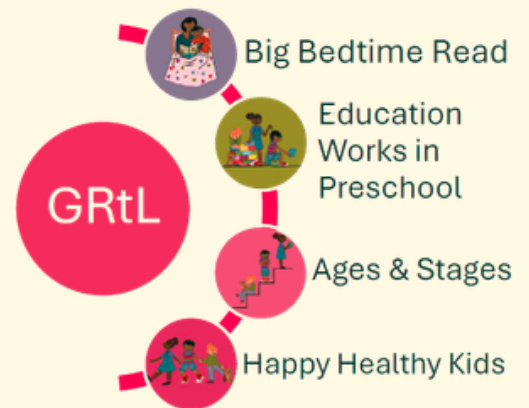 GRtL
Big Bedtime Read
Education
Works in
Preschool
Ages & Stages
Happy Healthy Kids